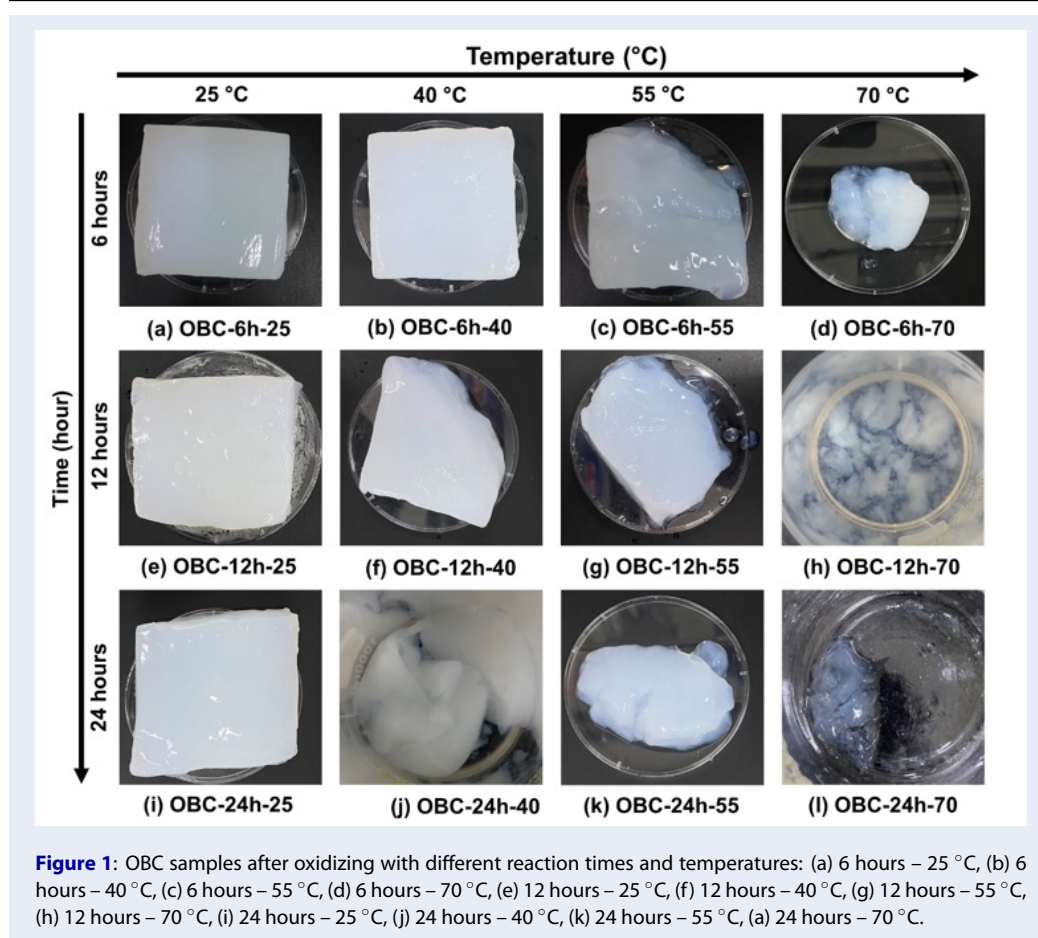 Temperature (°C)
25 °C 40 °C 55 °C 70 °C
Time (hour)
6 hours
(a) OBC-6h-25 (b) OBC-6h-40 (c) OBC-6h-55 (d) OBC-6h-70
12 hours
(e) OBC-12h-25 (f) OBC-12h-40 (g) OBC-12h-55 (h) OBC-12h-70
24 hours
(i) OBC-24h-25 (j) OBC-24h-40 (k) OBC-24h-55 (l) OBC-24h-70
Figure 1: OBC samples after oxidizing with different reaction times and temperatures: (a) 6 hours – 25 °C, (b) 6
hours – 40 °C, (c) 6 hours – 55 °C, (d) 6 hours – 70 °C, (e) 12 hours – 25 °C, (f) 12 hours – 40 °C, (g) 12 hours – 55 °C,
(h) 12 hours – 70 °C, (i) 24 hours – 25 °C, (j) 24 hours – 40 °C, (k) 24 hours – 55 °C, (a) 24 hours – 70 °C.